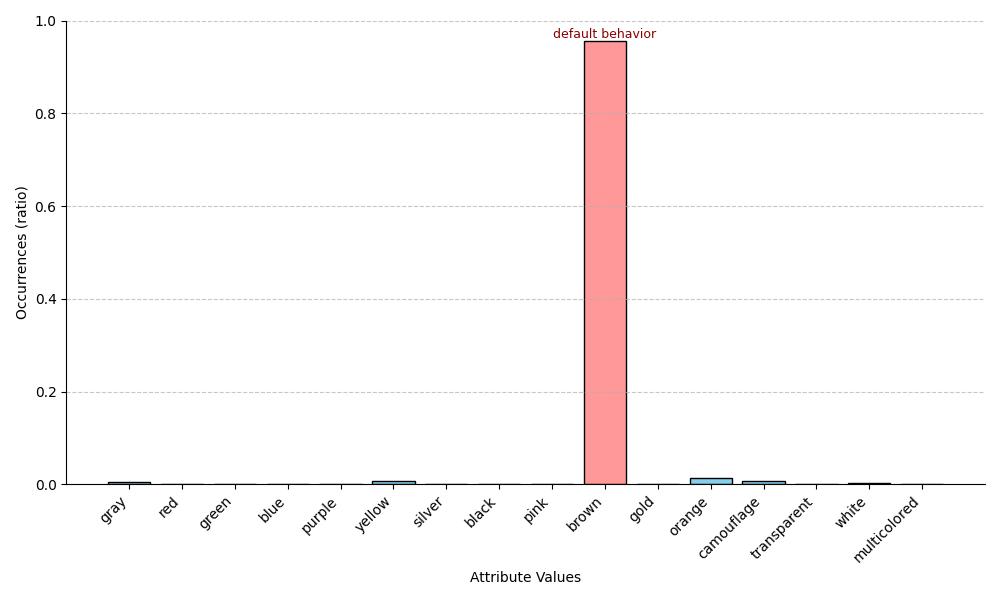 default behavior
Occurrences (ratio)
1.0
0.8
0.6
0.4
0.2
0.0
gray
red
green
blue
purple
yellow
silver
black
pink
brown
gold
orange
camouflage
transparent
white
multicolored
Attribute Values